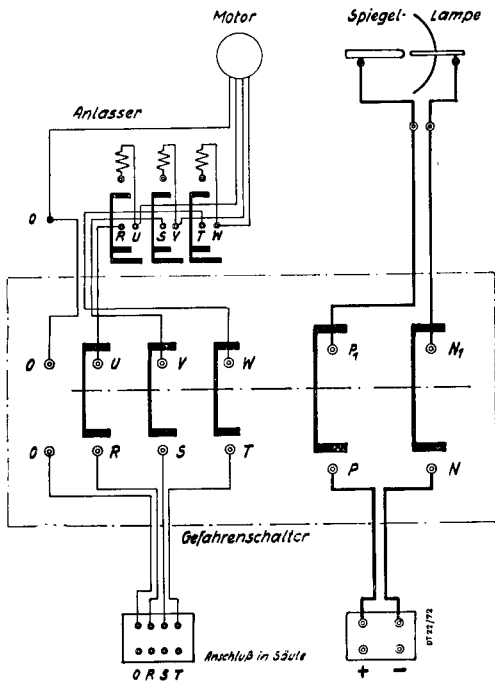 Motor
Spiegel-Lampe
Anlasser
0
R U S V T W
0 U V W P1 N1
0 R S T P N
Gefahrenschalter
DT 22/72
Anschluß in Säule
0 R S T
+ -